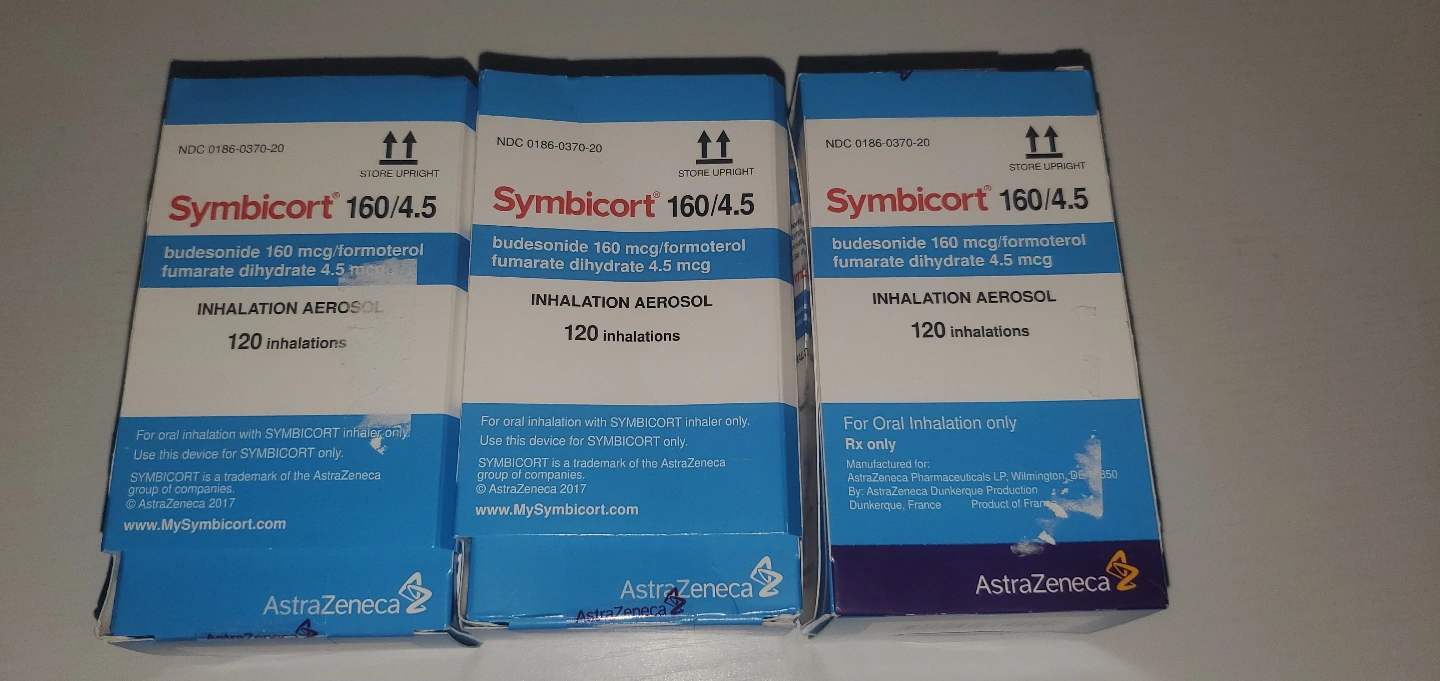 NDC 0186-0370-20
STORE UPRIGHT
Symbicort® 160/4.5
budesonide 160 mcg/formoterol
fumarate dihydrate 4.5 mcg
INHALATION AEROSOL
120 inhalations
For oral inhalation with SYMBICORT inhaler only.
Use this device for SYMBICORT only.
SYMBICORT is a trademark of the AstraZeneca
group of companies.
© AstraZeneca 2017
www.MySymbicort.com
AstraZeneca
AstraZeneca
NDC 0186-0370-20
STORE UPRIGHT
Symbicort® 160/4.5
budesonide 160 mcg/formoterol
fumarate dihydrate 4.5 mcg
INHALATION AEROSOL
120 inhalations
For oral inhalation with SYMBICORT inhaler only.
Use this device for SYMBICORT only.
SYMBICORT is a trademark of the AstraZeneca
group of companies.
© AstraZeneca 2017
www.MySymbicort.com
AstraZeneca
AstraZeneca
NDC 0186-0370-20
STORE UPRIGHT
Symbicort® 160/4.5
budesonide 160 mcg/formoterol
fumarate dihydrate 4.5 mcg
INHALATION AEROSOL
120 inhalations
For Oral Inhalation only
Rx only
Manufactured for:
AstraZeneca Pharmaceuticals LP, Wilmington, DE
By: AstraZeneca Dunkerque Production
Dunkerque, France Product of
AstraZeneca